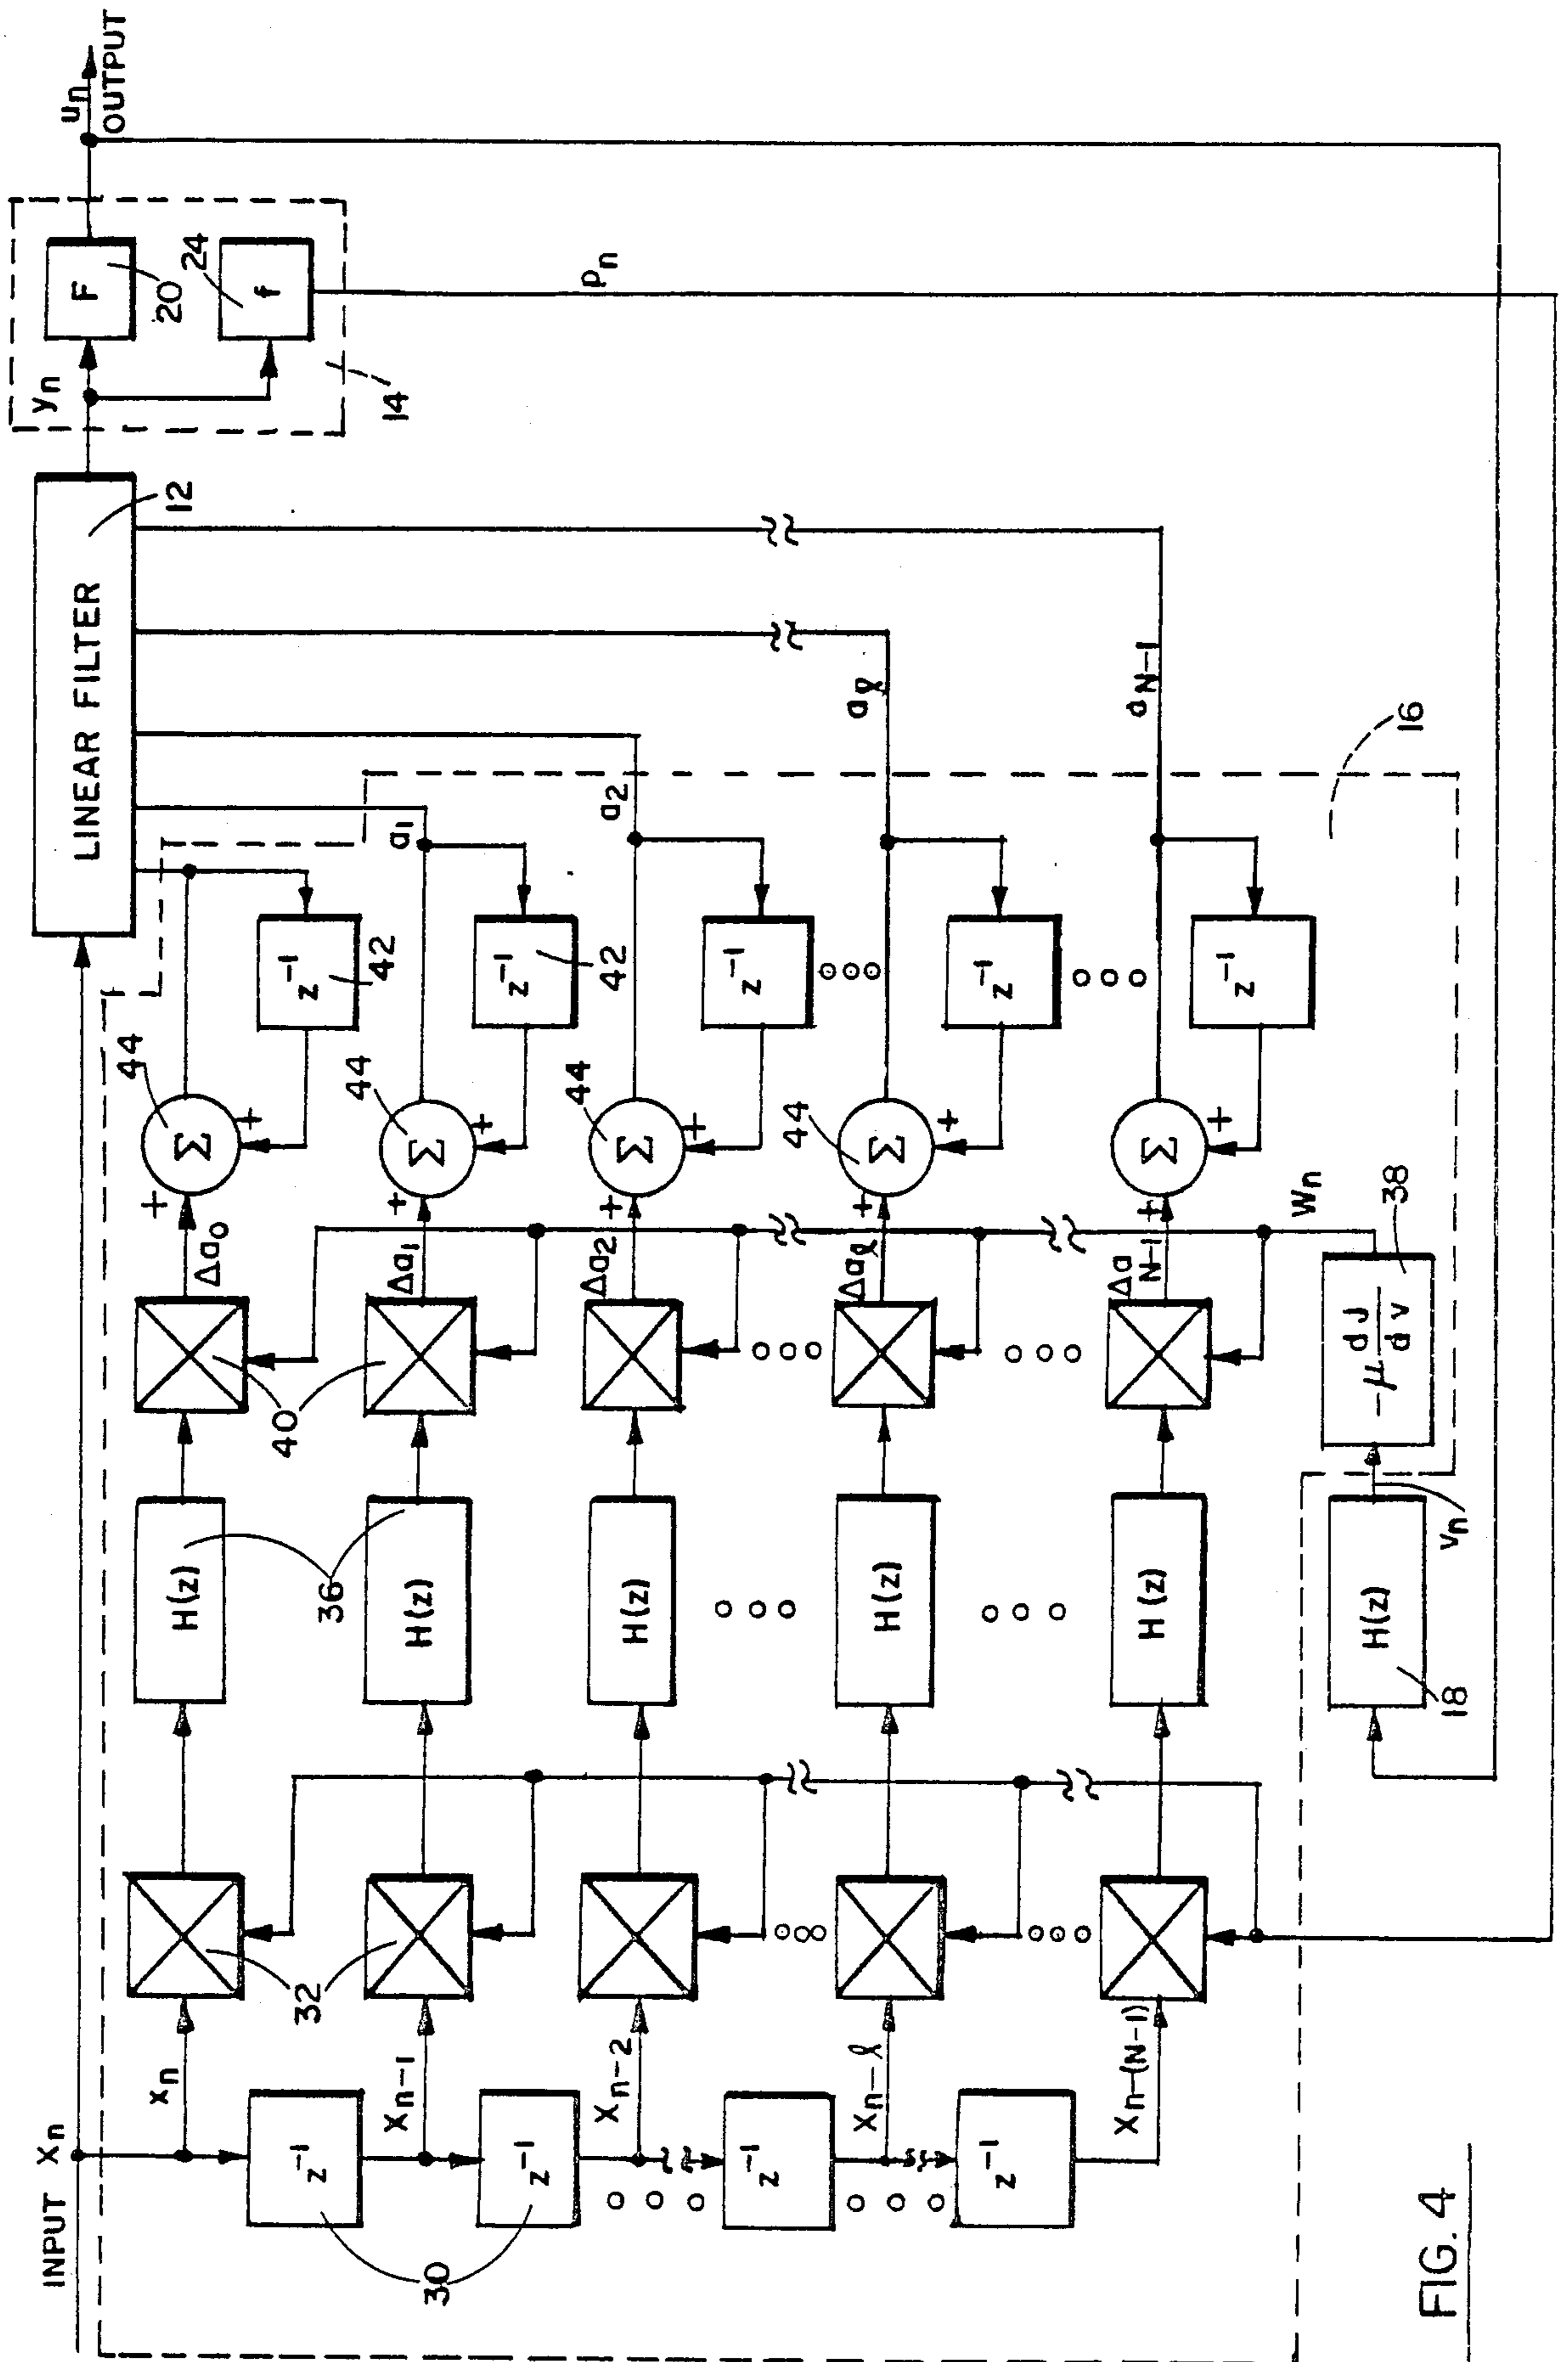 INPUT Xn
LINEAR FILTER
12
yn
F
20
f
24
14
un
OUTPUT
pn
xn
32
H(z)
36
40
Δa0
+
Σ
+
44
z⁻¹
42
z⁻¹
30
Xn-1
H(z)
Δa1
+
Σ
+
44
a1
z⁻¹
42
z⁻¹
Xn-2
H(z)
Δa2
+
Σ
+
44
a2
z⁻¹
z⁻¹
Xn-ℓ
H(z)
Δaℓ
+
Σ
+
44
aℓ
z⁻¹
z⁻¹
Xn-(N-1)
H(z)
ΔaN-1
+
Σ
+
aN-1
z⁻¹
16
H(z)
18
vn
-μ dJ/dv
38
Wn
FIG. 4